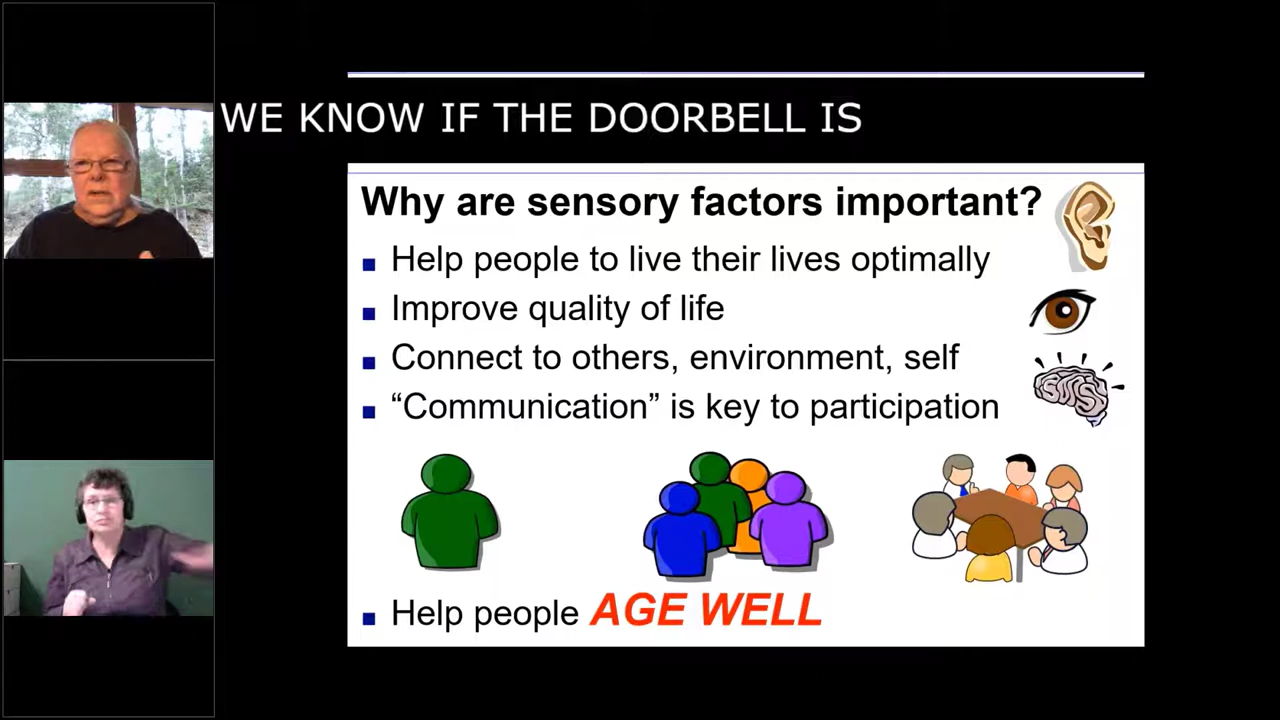 WE KNOW IF THE DOORBELL IS
Why are sensory factors important?
Help people to live their lives optimally
Improve quality of life
Connect to others, environment, self
“Communication” is key to participation
Help people AGE WELL